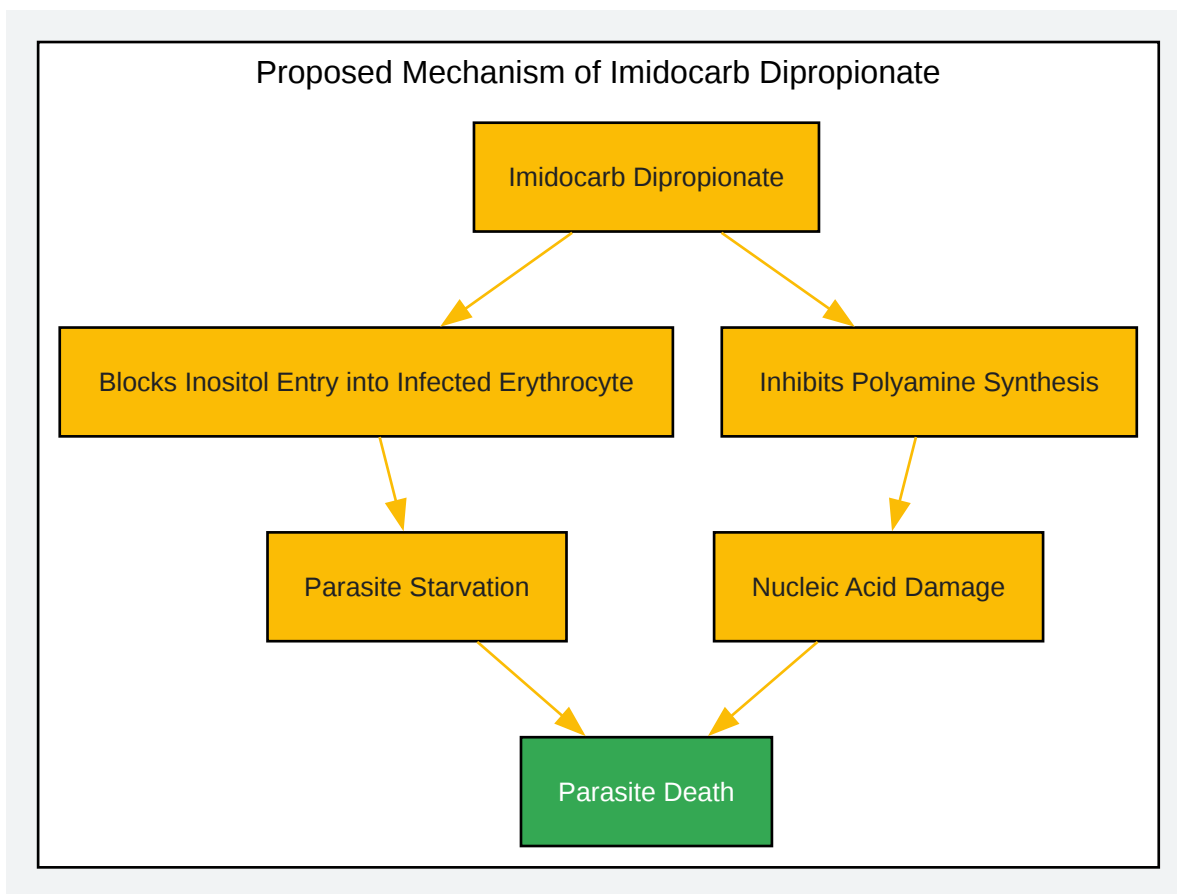 Proposed Mechanism of Imidocarb Dipropionate
Imidocarb Dipropionate
Blocks Inositol Entry into Infected Erythrocyte
Inhibits Polyamine Synthesis
Parasite Starvation
Nucleic Acid Damage
Parasite Death